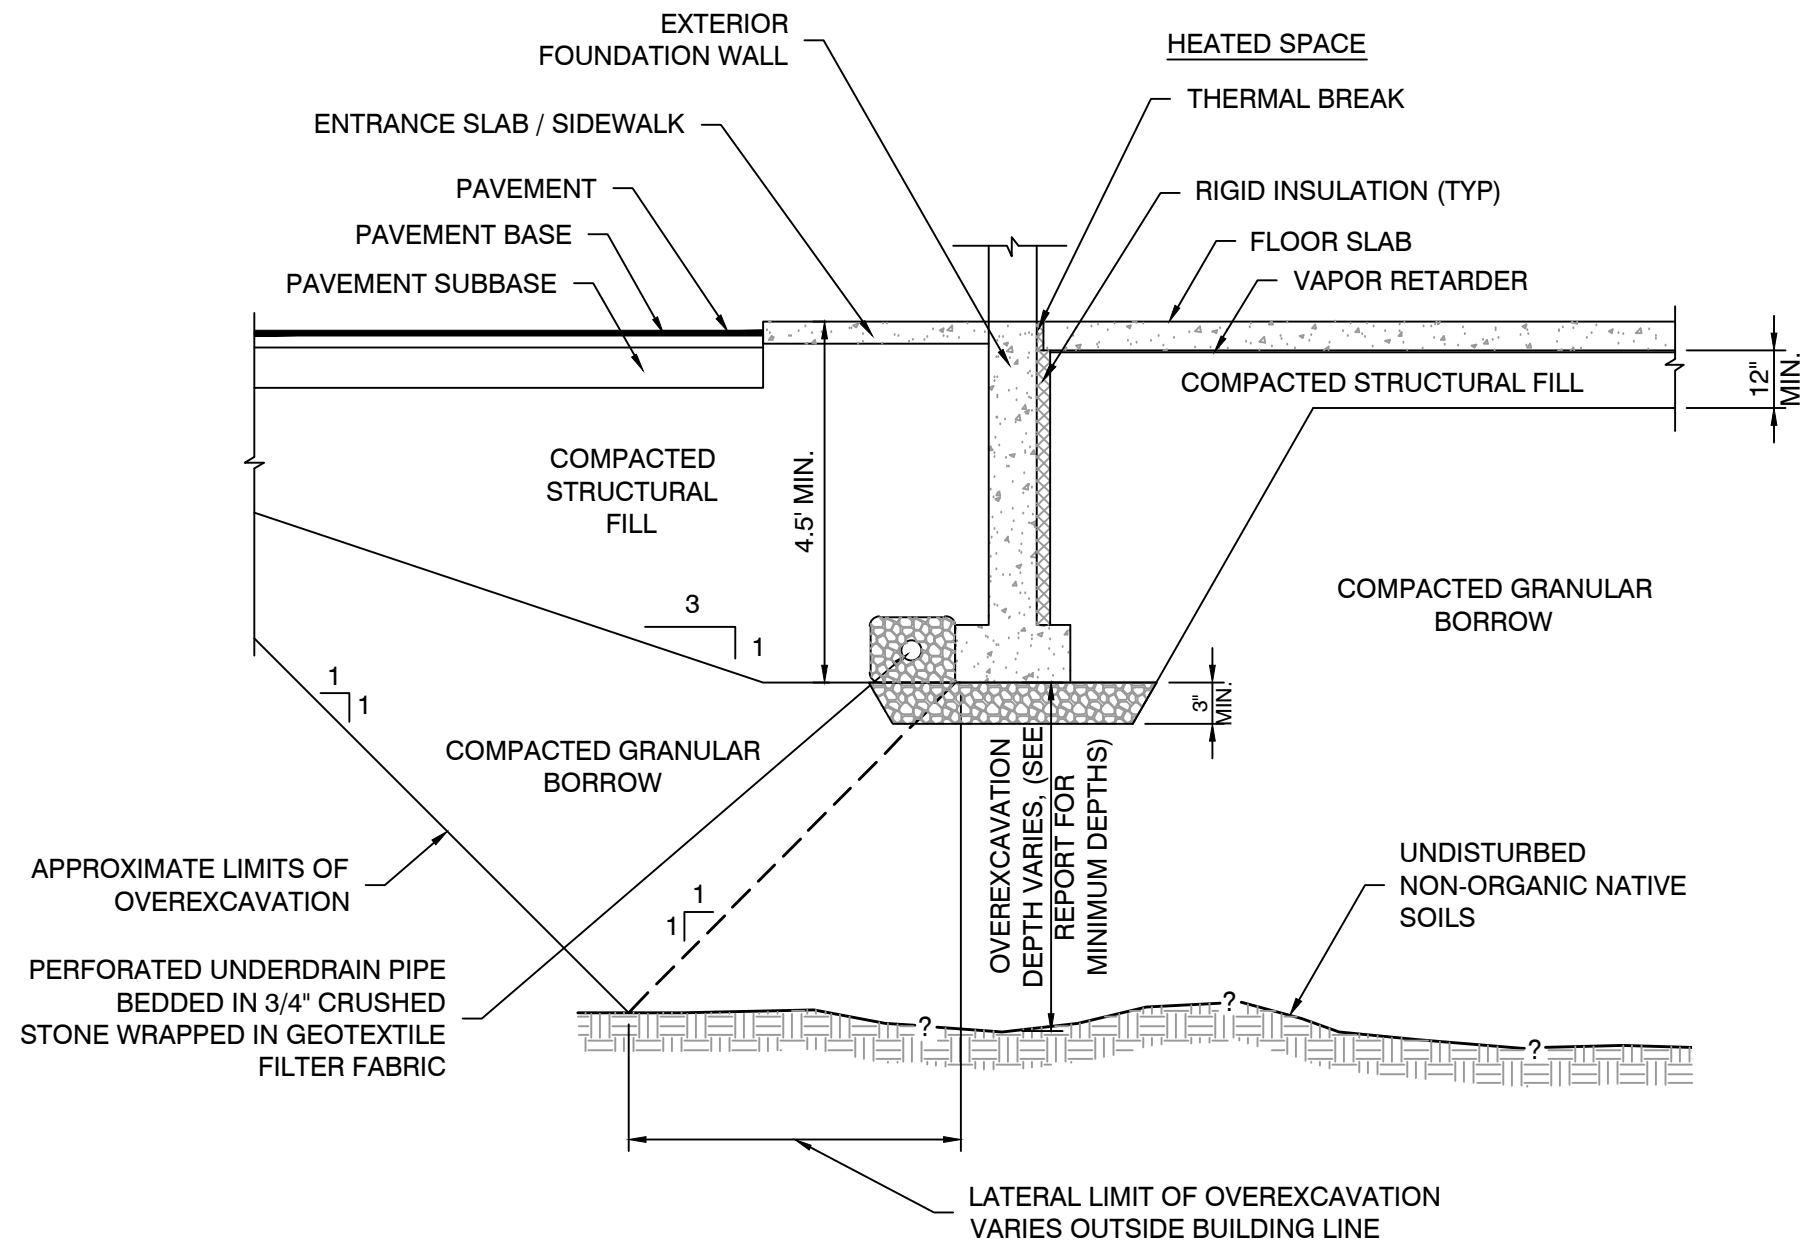 EXTERIOR
FOUNDATION WALL
HEATED SPACE
THERMAL BREAK
ENTRANCE SLAB / SIDEWALK
PAVEMENT
RIGID INSULATION (TYP)
PAVEMENT BASE
FLOOR SLAB
PAVEMENT SUBBASE
VAPOR RETARDER
COMPACTED STRUCTURAL FILL
12"
MIN.
COMPACTED
STRUCTURAL
FILL
4.5' MIN.
COMPACTED GRANULAR
BORROW
3
1
1
1
3"
MIN.
COMPACTED GRANULAR
BORROW
OVEREXCAVATION
DEPTH VARIES, (SEE
REPORT FOR
MINIMUM DEPTHS)
APPROXIMATE LIMITS OF
OVEREXCAVATION
1
1
UNDISTURBED
NON-ORGANIC NATIVE
SOILS
PERFORATED UNDERDRAIN PIPE
BEDDED IN 3/4" CRUSHED
STONE WRAPPED IN GEOTEXTILE
FILTER FABRIC
?
?
?
LATERAL LIMIT OF OVEREXCAVATION
VARIES OUTSIDE BUILDING LINE